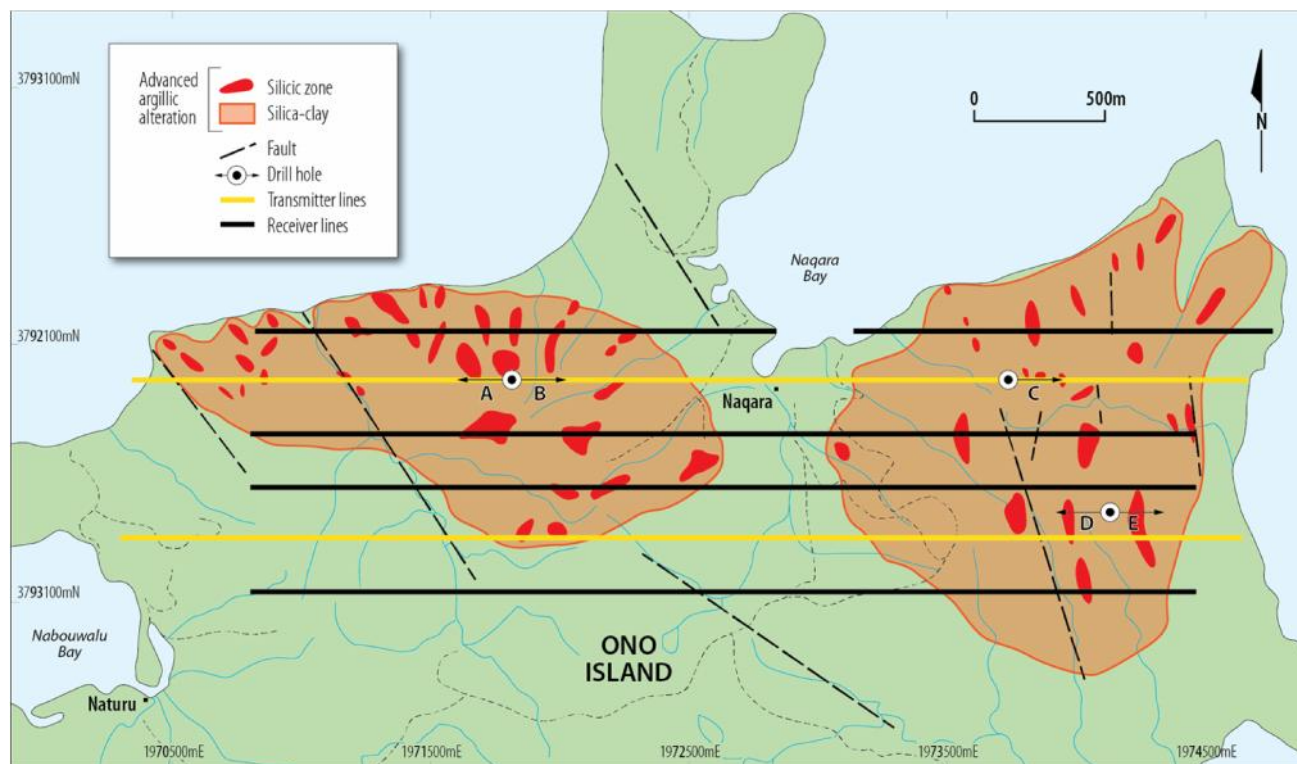 3793100mN
3792100mN
3793100mN
Advanced
argillic
alteration
Silicic zone
Silica-clay
Fault
Drill hole
Transmitter lines
Receiver lines
0 500m
N
Naqara
Bay
A B
C
Naqara
D E
Nabouwalu
Bay
ONO
ISLAND
Naturu
1970500mE 1971500mE 1972500mE 1973500mE 1974500mE